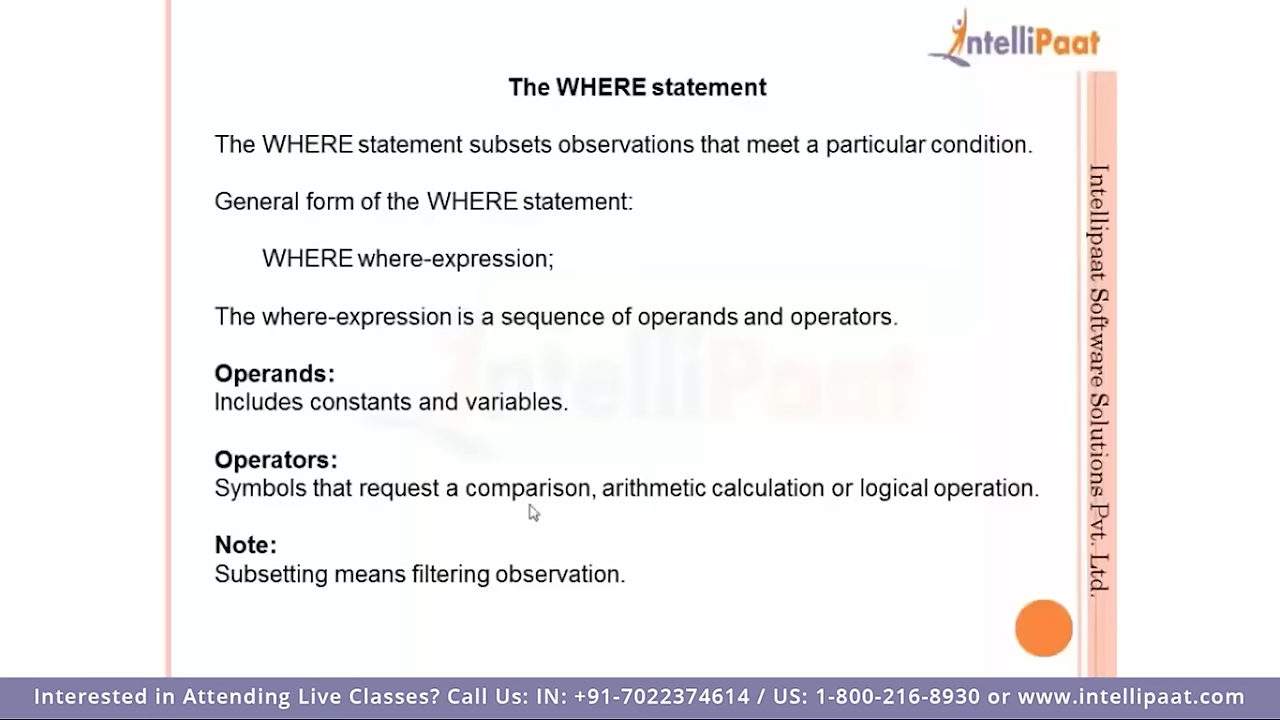 IntelliPaat
The WHERE statement
The WHERE statement subsets observations that meet a particular condition.
General form of the WHERE statement:
WHERE where-expression;
The where-expression is a sequence of operands and operators.
IntelliPaat
Operands:
Includes constants and variables.
Operators:
Symbols that request a comparison, arithmetic calculation or logical operation.
Note:
Subsetting means filtering observation.
Intellipaat Software Solutions Pvt. Ltd.
Interested in Attending Live Classes? Call Us: IN: +91-7022374614 / US: 1-800-216-8930 or www.intellipaat.com